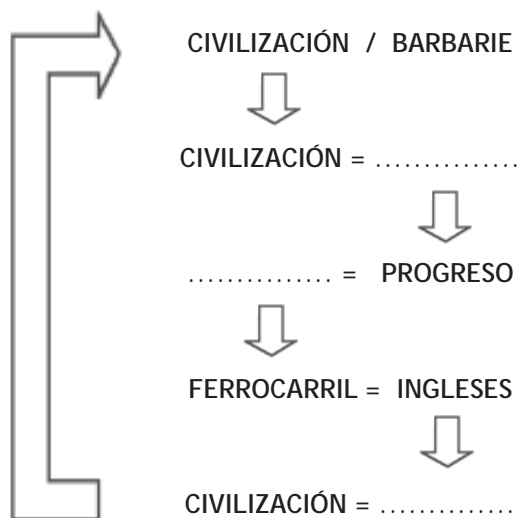 CIVILIZACIÓN / BARBARIE
CIVILIZACIÓN = ...............
............... = PROGRESO
FERROCARRIL = INGLESES
CIVILIZACIÓN = ..............